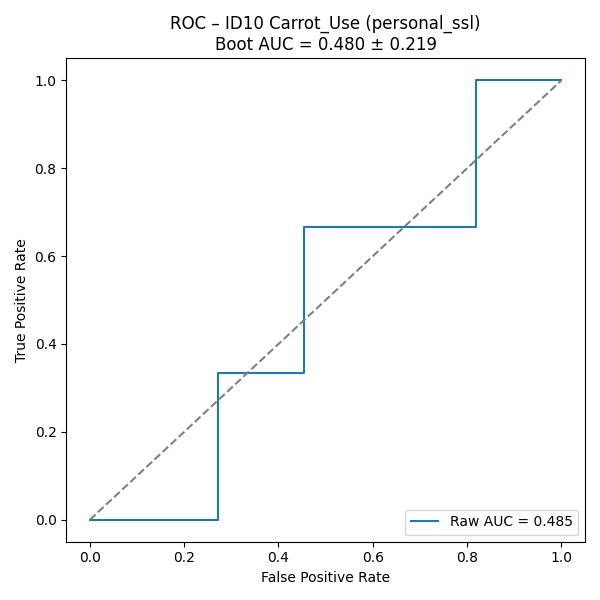 ROC – ID10 Carrot_Use (personal_ssl)
Boot AUC = 0.480 ± 0.219
True Positive Rate
1.0
0.8
0.6
0.4
0.2
0.0
Raw AUC = 0.485
0.0 0.2 0.4 0.6 0.8 1.0
False Positive Rate